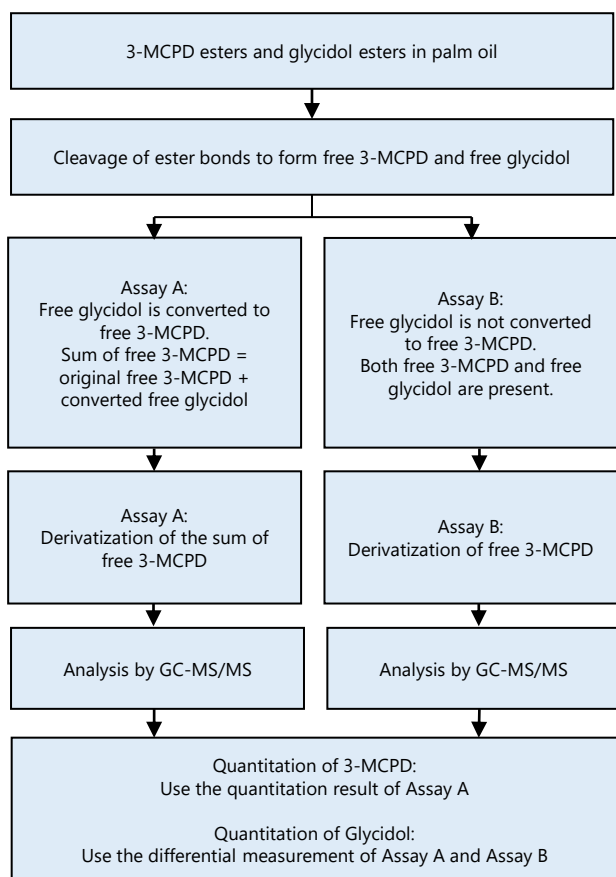 3-MCPD esters and glycidol esters in palm oil
Cleavage of ester bonds to form free 3-MCPD and free glycidol
Assay A:
Free glycidol is converted to
free 3-MCPD.
Sum of free 3-MCPD =
original free 3-MCPD +
converted free glycidol
Assay B:
Free glycidol is not converted
to free 3-MCPD.
Both free 3-MCPD and free
glycidol are present.
Assay A:
Derivatization of the sum of
free 3-MCPD
Assay B:
Derivatization of free 3-MCPD
Analysis by GC-MS/MS
Analysis by GC-MS/MS
Quantitation of 3-MCPD:
Use the quantitation result of Assay A
Quantitation of Glycidol:
Use the differential measurement of Assay A and Assay B